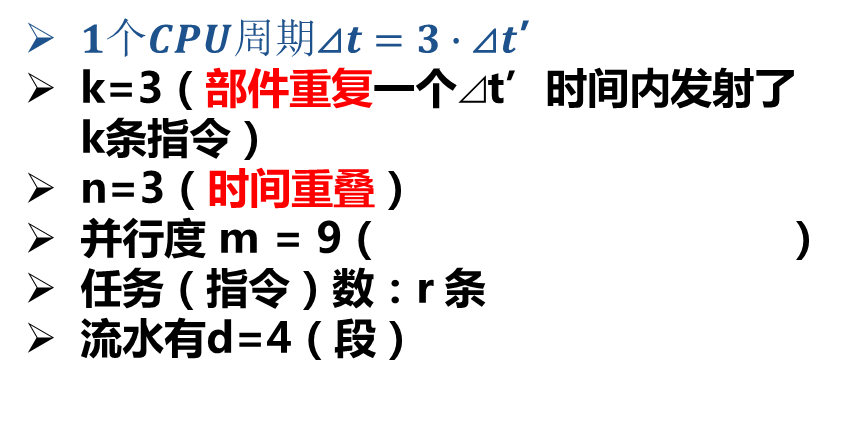 ➢ 1个CPU周期⊿t = 3 · ⊿t′
➢ k=3（部件重复一个⊿t′时间内发射了
k条指令）
➢ n=3（时间重叠）
➢ 并行度 m = 9（ ）
➢ 任务（指令）数：r 条
➢ 流水有d=4（段）